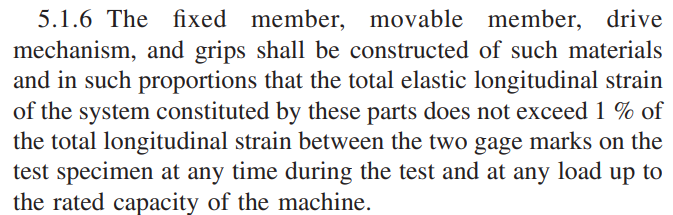 5.1.6 The fixed member, movable member, drive
mechanism, and grips shall be constructed of such materials
and in such proportions that the total elastic longitudinal strain
of the system constituted by these parts does not exceed 1 % of
the total longitudinal strain between the two gage marks on the
test specimen at any time during the test and at any load up to
the rated capacity of the machine.